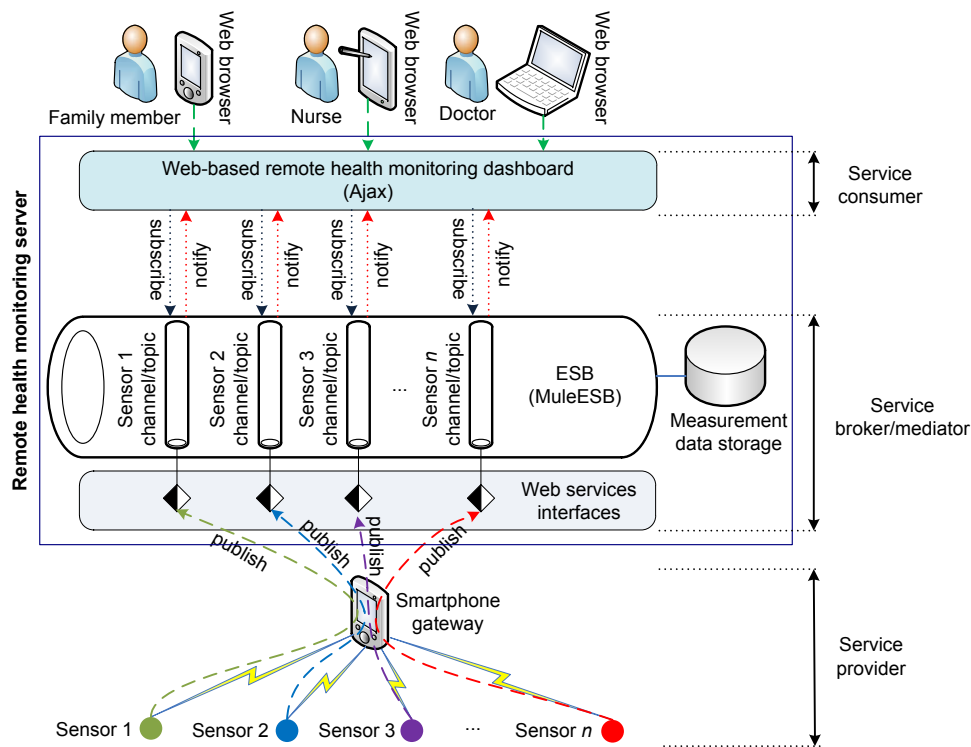 Web browser
Web browser
Web browser
Family member
Nurse
Doctor
Remote health monitoring server
Web-based remote health monitoring dashboard
(Ajax)
Service
consumer
subscribe
notify
subscribe
notify
subscribe
notify
subscribe
notify
Sensor 1
channel/topic
Sensor 2
channel/topic
Sensor 3
channel/topic
...
Sensor n
channel/topic
ESB
(MuleESB)
Measurement
data storage
Service
broker/mediator
Web services
interfaces
publish
publish
publish
publish
Smartphone
gateway
Service
provider
Sensor 1
Sensor 2
Sensor 3
...
Sensor n